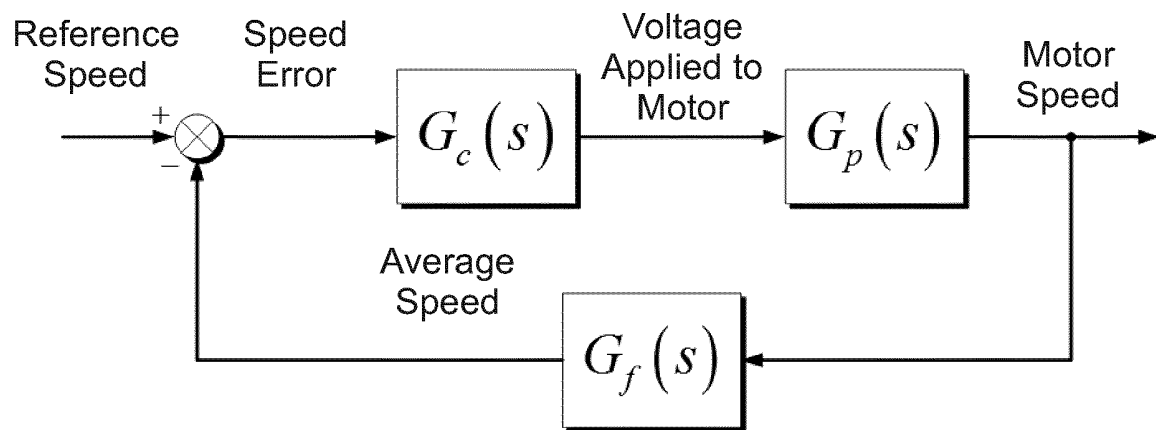 Reference
Speed
Speed
Error
Voltage
Applied to
Motor
Motor
Speed
+
−
G_c(s)
G_p(s)
Average
Speed
G_f(s)